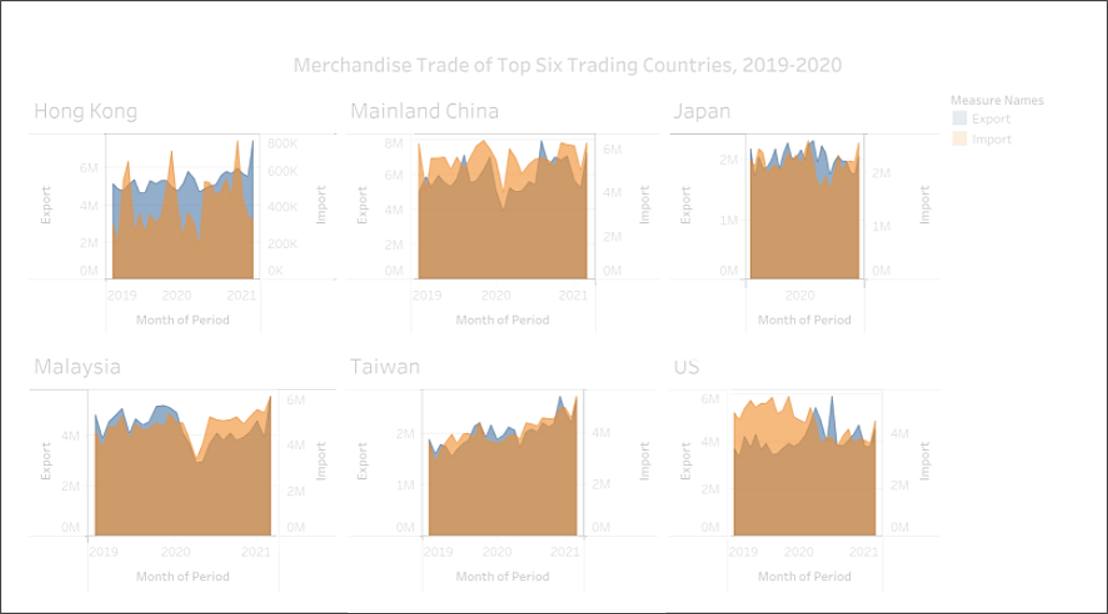 Merchandise Trade of Top Six Trading Countries, 2019-2020
Hong Kong
Mainland China
Japan
Measure Names
Export
Import
8M
800K
6M
6M
600K
6M
2M
2M
4M
Export
400K
Import
Export
4M
4M
Import
Export
1M
1M
Import
2M
200K
2M
2M
0M
0K
0M
0M
0M
0M
2019 2020 2021
2019 2020 2021
2020
Month of Period
Month of Period
Month of Period
Malaysia
Taiwan
US
6M
6M
4M
2M
4M
4M
Export
4M
Import
Export
Import
Export
4M
Import
2M
2M
1M
2M
2M
2M
0M
0M
0M
0M
0M
0M
2019 2020 2021
2019 2020 2021
2019 2020 2021
Month of Period
Month of Period
Month of Period